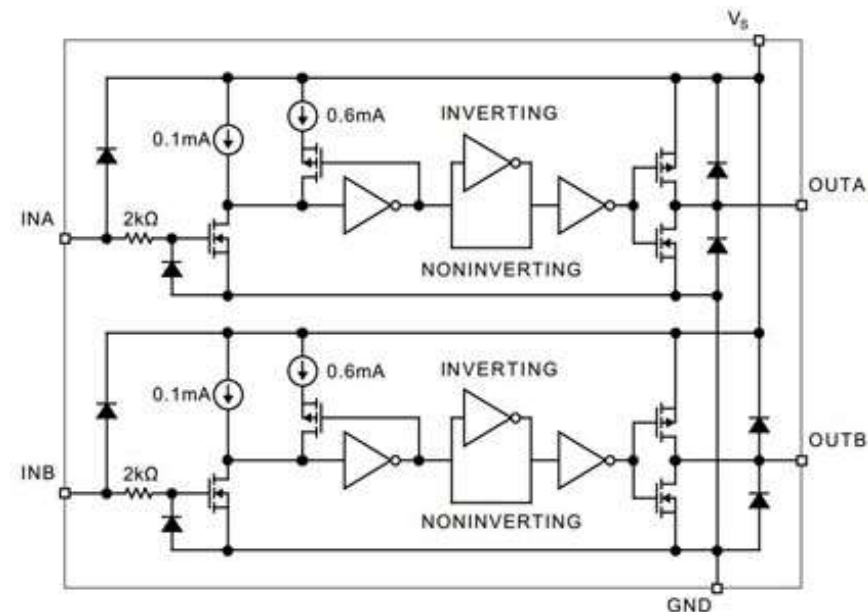 Vs
0.1mA
0.6mA
INVERTING
OUTA
INA
2kΩ
NONINVERTING
0.1mA
0.6mA
INVERTING
OUTB
INB
2kΩ
NONINVERTING
GND